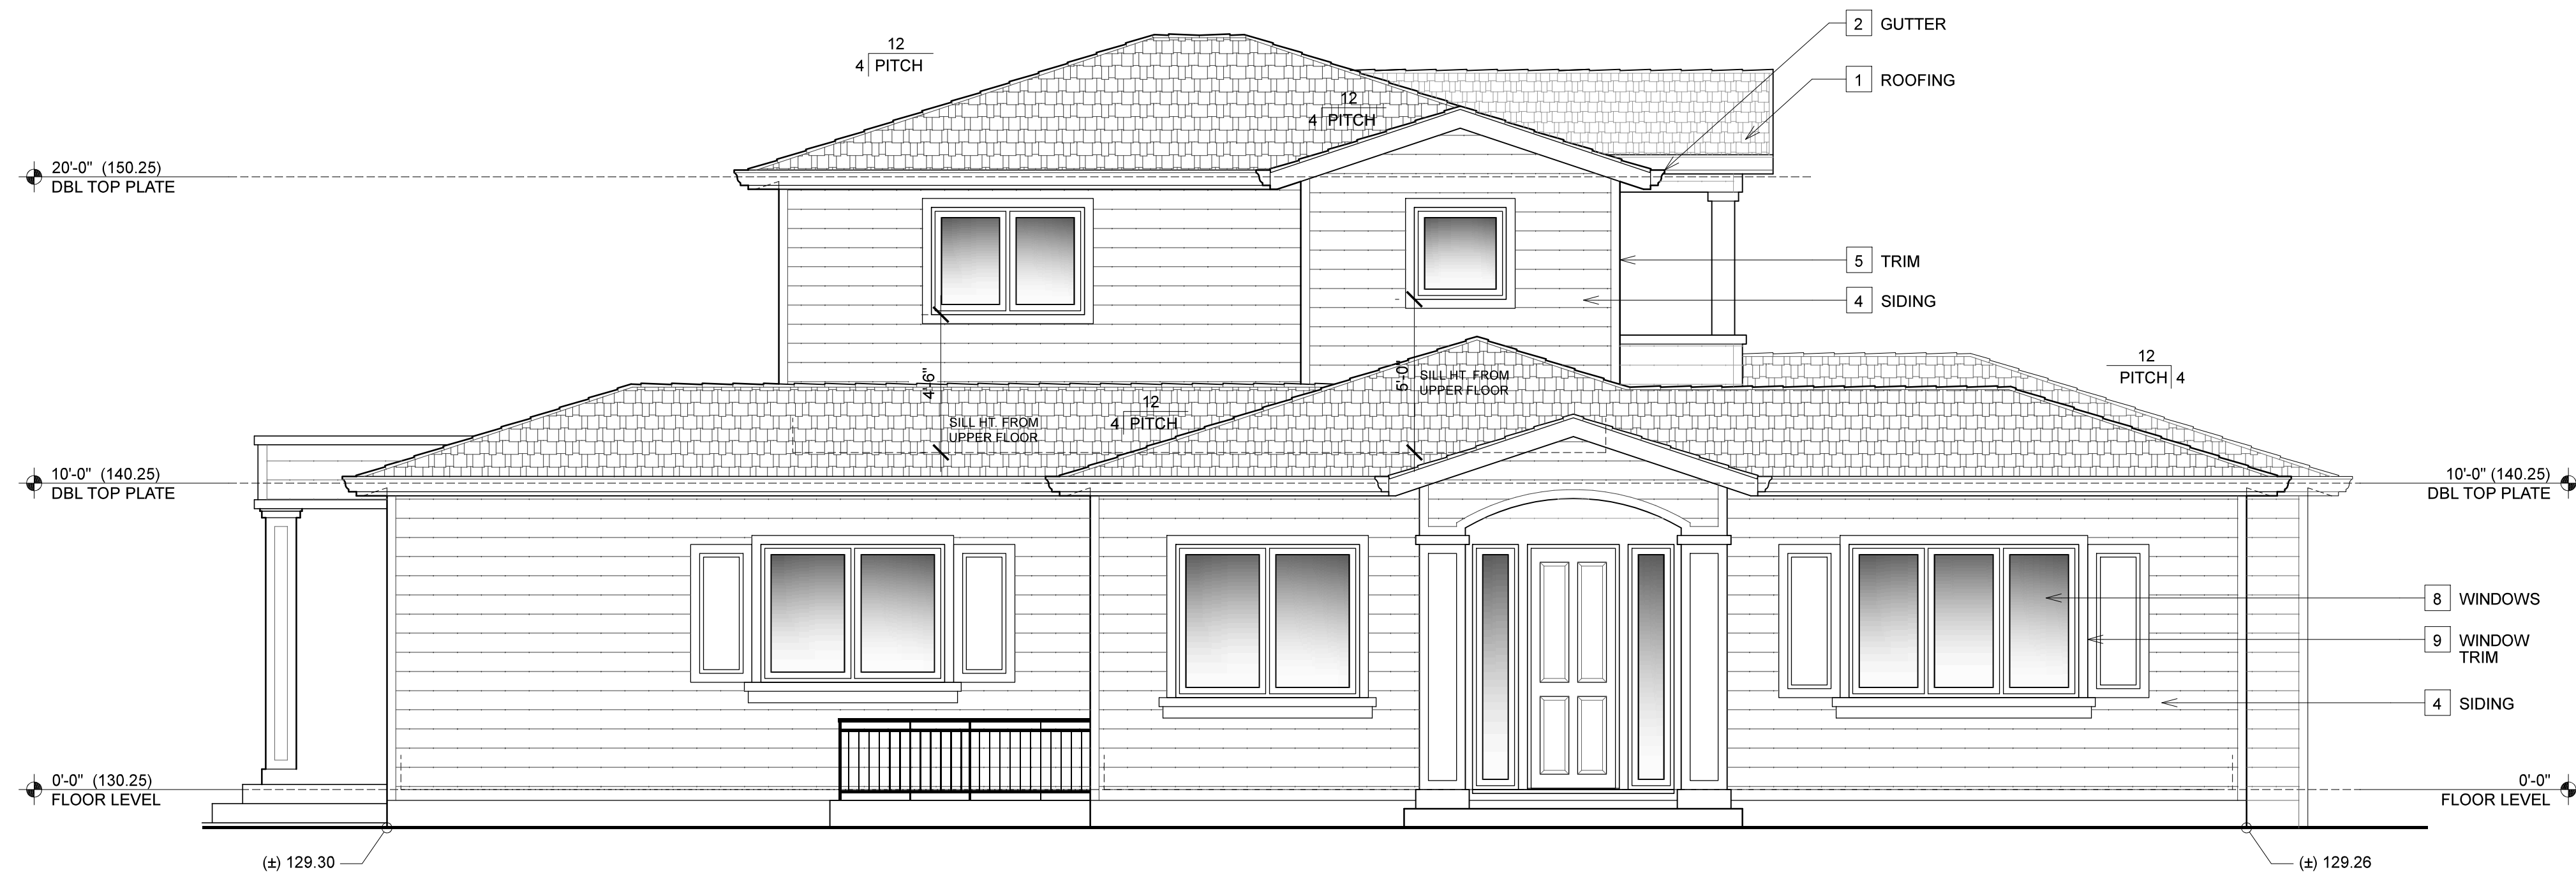 2 GUTTER
12
4 PITCH
1 ROOFING
12
4 PITCH
20'-0" (150.25)
DBL TOP PLATE
5 TRIM
4 SIDING
12
PITCH 4
4'-6"
SILL HT. FROM
UPPER FLOOR
5'-0"
SILL HT. FROM
UPPER FLOOR
12
4 PITCH
10'-0" (140.25)
DBL TOP PLATE
10'-0" (140.25)
DBL TOP PLATE
8 WINDOWS
9 WINDOW
TRIM
4 SIDING
0'-0" (130.25)
FLOOR LEVEL
0'-0"
FLOOR LEVEL
(±) 129.30
(±) 129.26